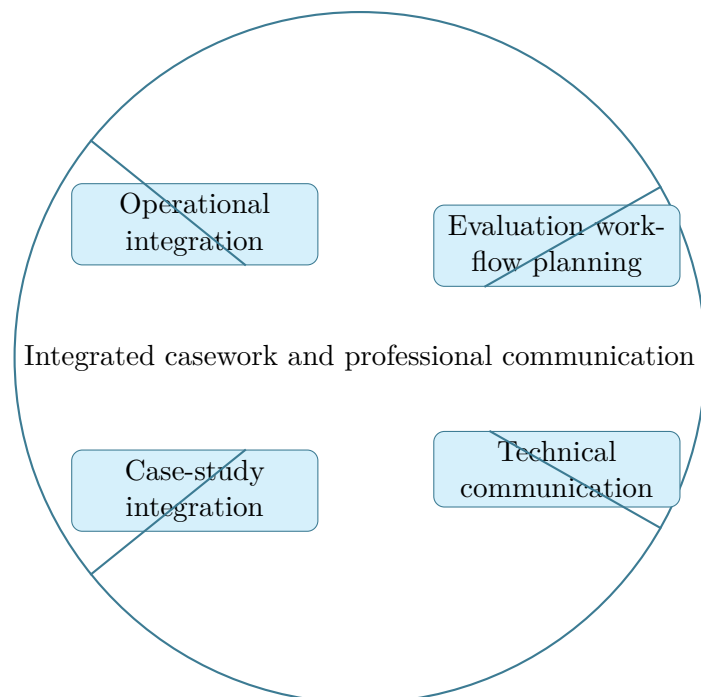 Operational
integration
Evaluation work-
flow planning
Integrated casework and professional communication
Case-study
integration
Technical
communication